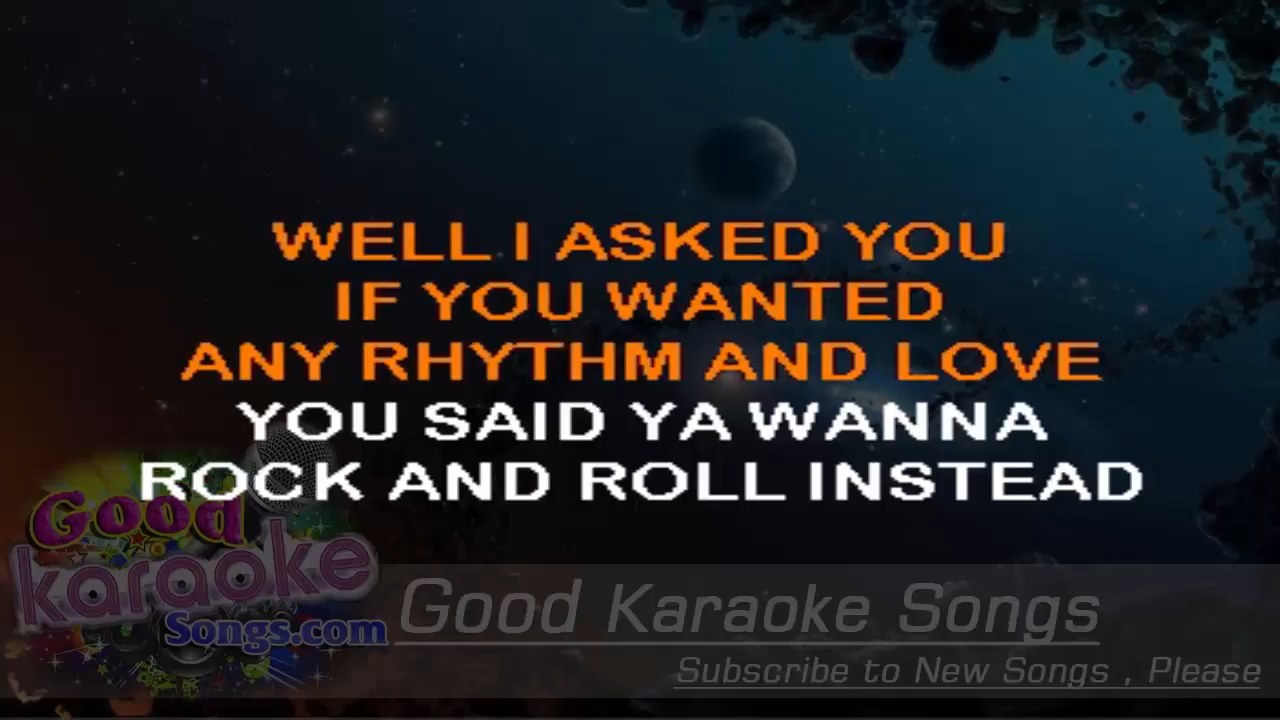 WELL I ASKED YOU
IF YOU WANTED
ANY RHYTHM AND LOVE
YOU SAID YA WANNA
ROCK AND ROLL INSTEAD
Good
karaoke
Songs.com
Good Karaoke Songs
Subscribe to New Songs , Please